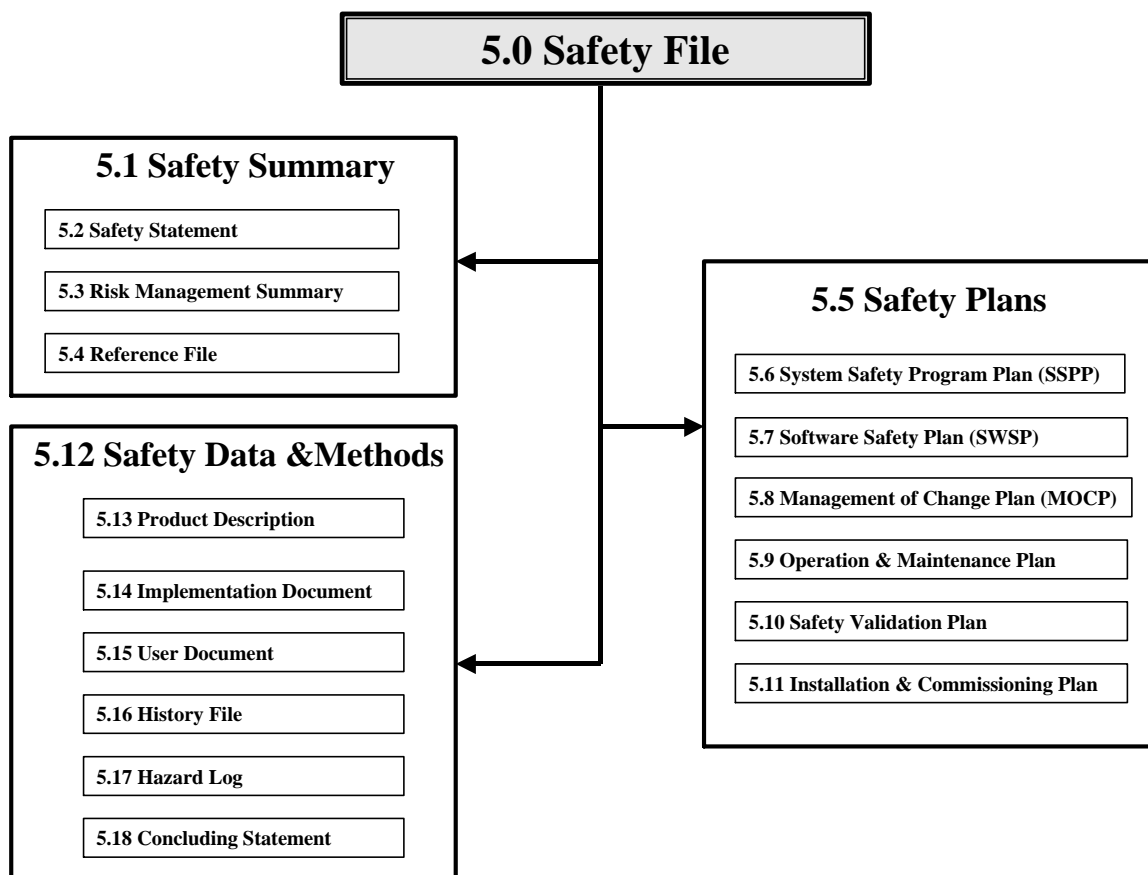 5.0 Safety File
5.1 Safety Summary
5.2 Safety Statement
5.3 Risk Management Summary
5.4 Reference File
5.5 Safety Plans
5.6 System Safety Program Plan (SSPP)
5.7 Software Safety Plan (SWSP)
5.8 Management of Change Plan (MOCP)
5.9 Operation & Maintenance Plan
5.10 Safety Validation Plan
5.11 Installation & Commissioning Plan
5.12 Safety Data &Methods
5.13 Product Description
5.14 Implementation Document
5.15 User Document
5.16 History File
5.17 Hazard Log
5.18 Concluding Statement